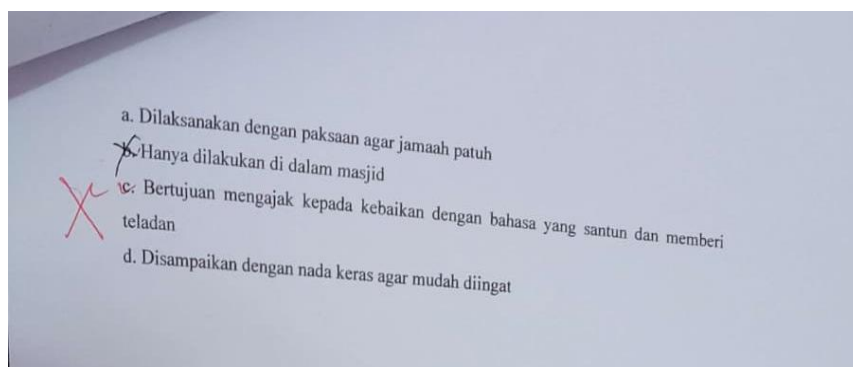 a. Dilaksanakan dengan paksaan agar jamaah patuh
b. Hanya dilakukan di dalam masjid
c. Bertujuan mengajak kepada kebaikan dengan bahasa yang santun dan memberi
teladan
d. Disampaikan dengan nada keras agar mudah diingat